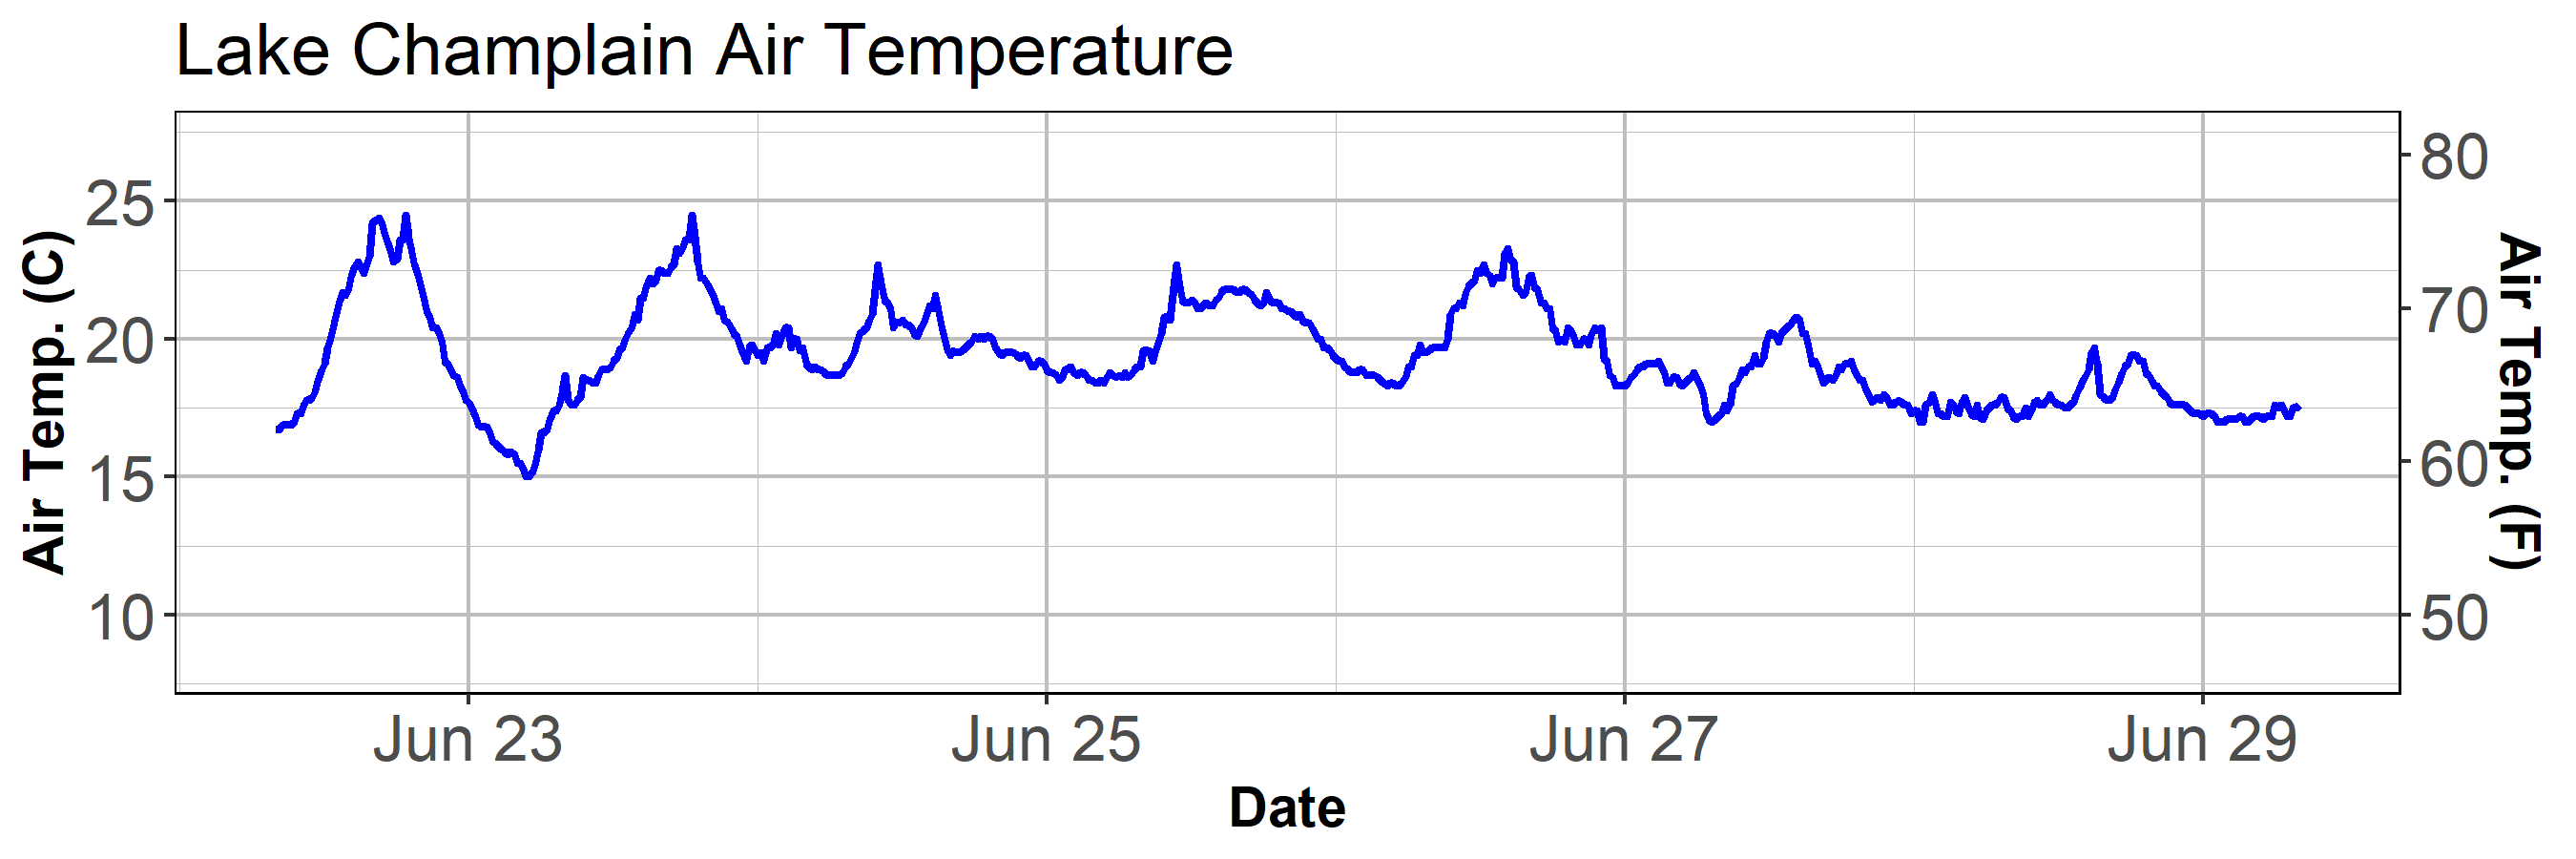 Lake Champlain Air Temperature
Air Temp. (C)
25
20
15
10
80
70
60
50
Air Temp. (F)
Jun 23
Jun 25
Jun 27
Jun 29
Date